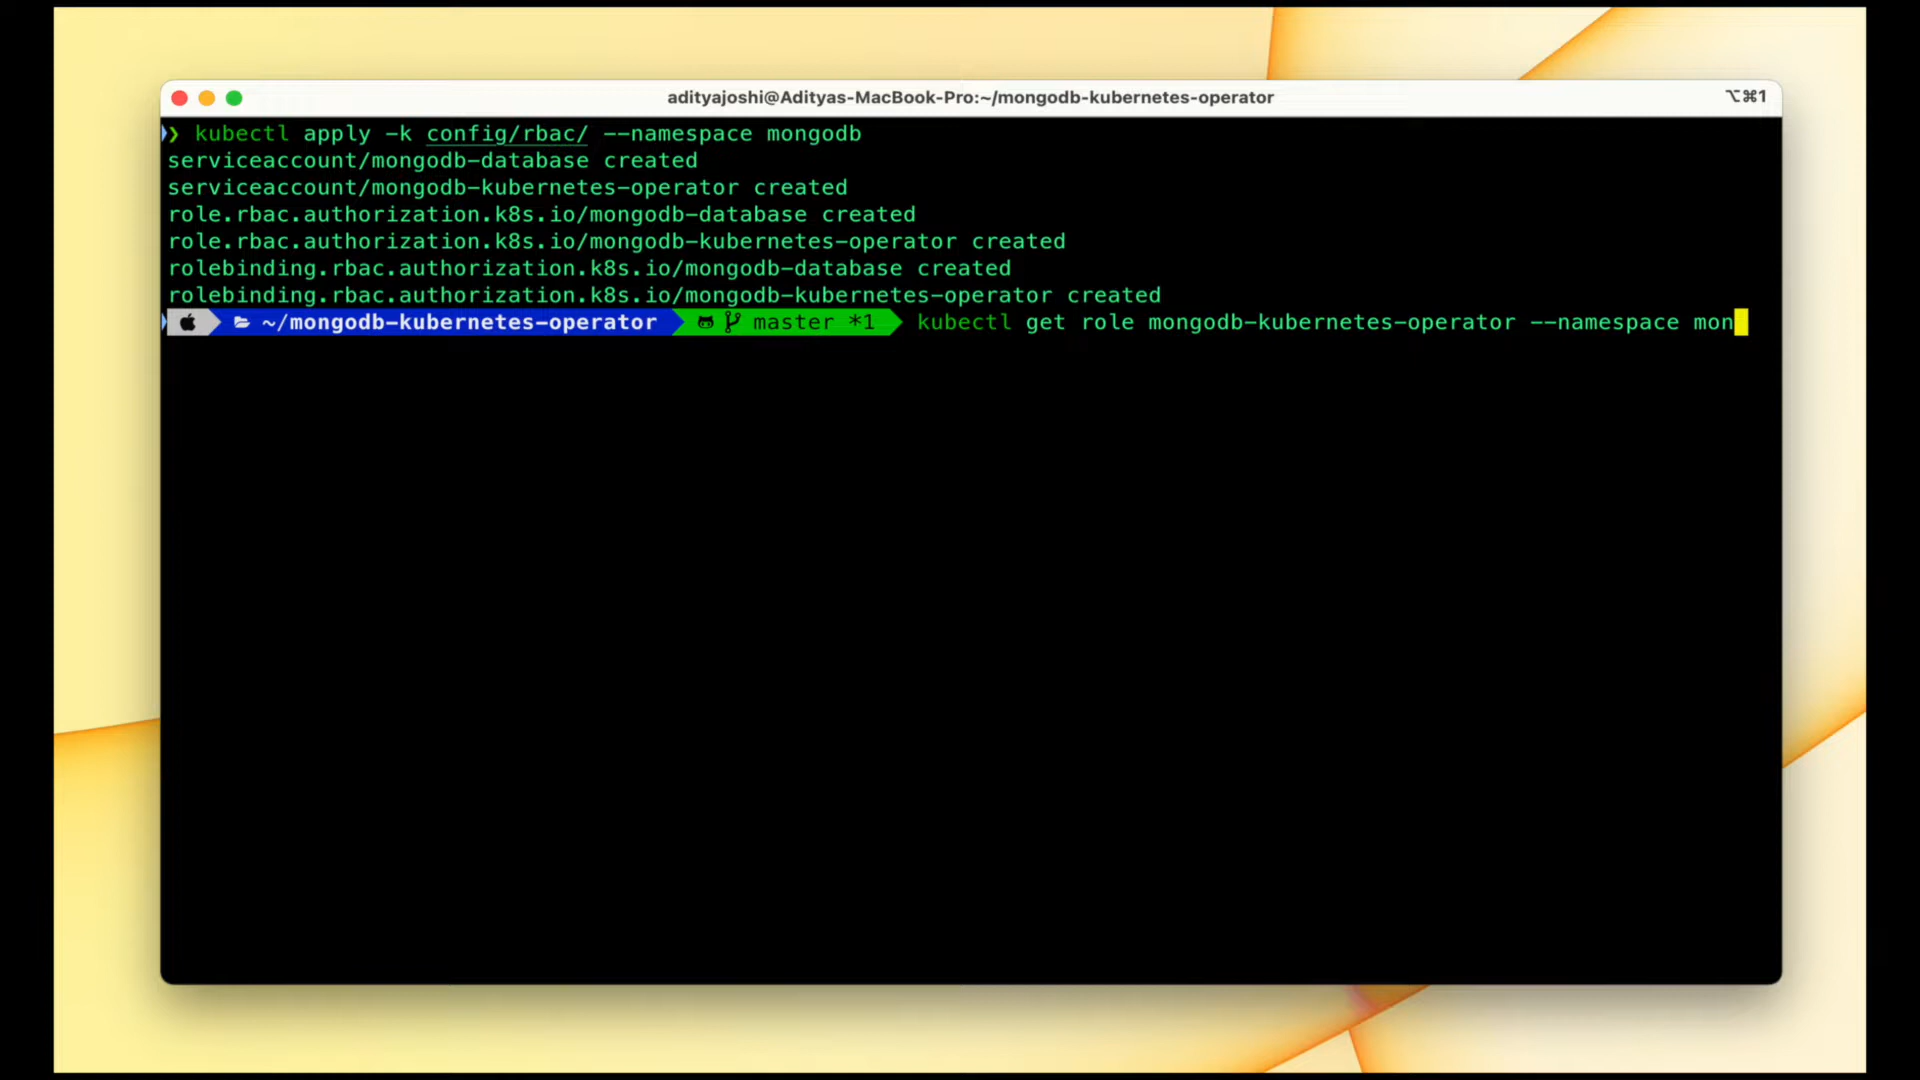 adityajoshi@Adityas-MacBook-Pro:~/mongodb-kubernetes-operator ⌥⌘1
❯ kubectl apply -k config/rbac/ --namespace mongodb
serviceaccount/mongodb-database created
serviceaccount/mongodb-kubernetes-operator created
role.rbac.authorization.k8s.io/mongodb-database created
role.rbac.authorization.k8s.io/mongodb-kubernetes-operator created
rolebinding.rbac.authorization.k8s.io/mongodb-database created
rolebinding.rbac.authorization.k8s.io/mongodb-kubernetes-operator created
~/mongodb-kubernetes-operator master *1 kubectl get role mongodb-kubernetes-operator --namespace mon